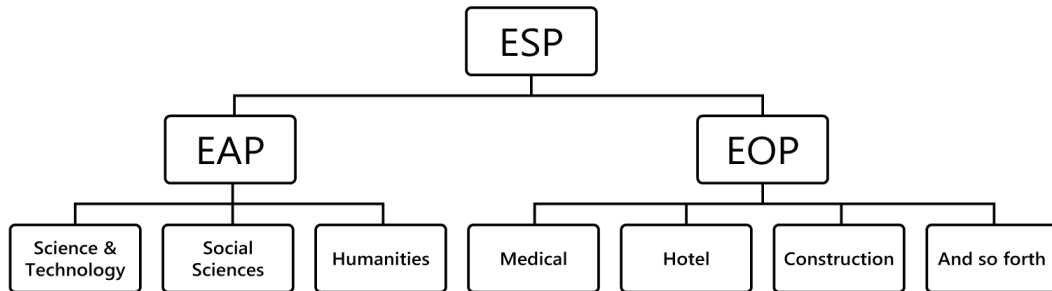 ESP
EAP
EOP
Science &
Technology
Social
Sciences
Humanities
Medical
Hotel
Construction
And so forth